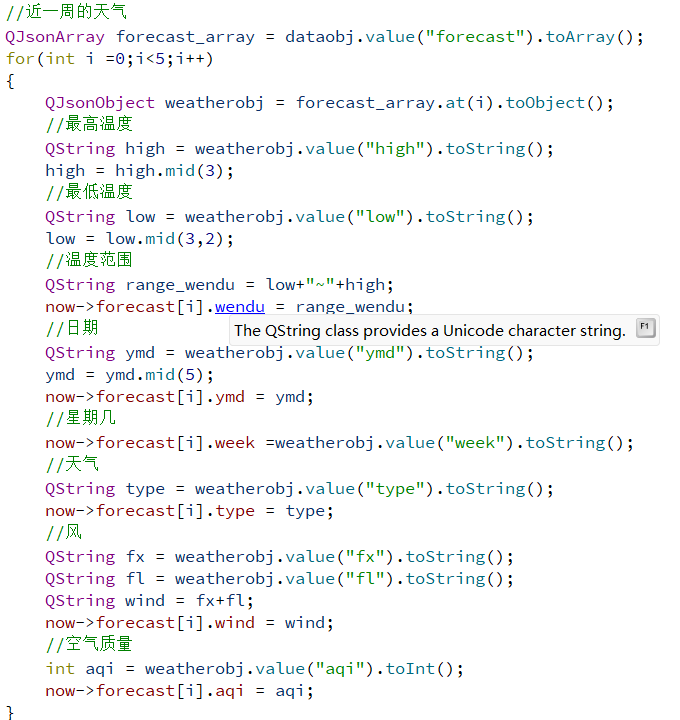 //近一周的天气
QJsonArray forecast_array = dataobj.value("forecast").toArray();
for(int i =0;i<5;i++)
{
    QJsonObject weatherobj = forecast_array.at(i).toObject();
    //最高温度
    QString high = weatherobj.value("high").toString();
    high = high.mid(3);
    //最低温度
    QString low = weatherobj.value("low").toString();
    low = low.mid(3,2);
    //温度范围
    QString range_wendu = low+"~"+high;
    now->forecast[i].wendu = range_wendu;
    //日期
The QString class provides a Unicode character string. F1
    QString ymd = weatherobj.value("ymd").toString();
    ymd = ymd.mid(5);
    now->forecast[i].ymd = ymd;
    //星期几
    now->forecast[i].week =weatherobj.value("week").toString();
    //天气
    QString type = weatherobj.value("type").toString();
    now->forecast[i].type = type;
    //风
    QString fx = weatherobj.value("fx").toString();
    QString fl = weatherobj.value("fl").toString();
    QString wind = fx+fl;
    now->forecast[i].wind = wind;
    //空气质量
    int aqi = weatherobj.value("aqi").toInt();
    now->forecast[i].aqi = aqi;
}